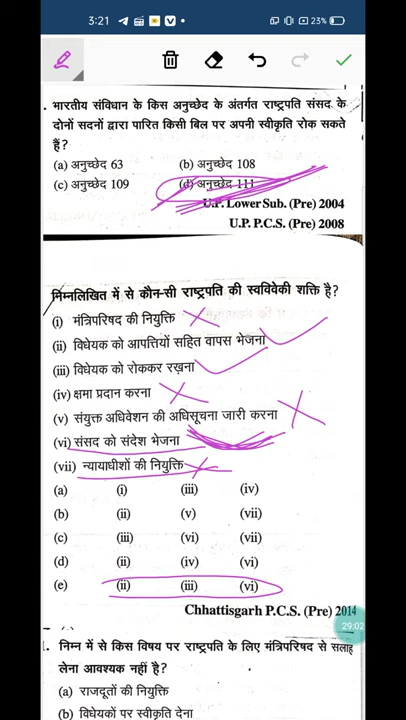 3:21
23%
. भारतीय संविधान के किस अनुच्छेद के अंतर्गत राष्ट्रपति संसद के
दोनों सदनों द्वारा पारित किसी बिल पर अपनी स्वीकृति रोक सकते
हैं?
(a) अनुच्छेद 63 (b) अनुच्छेद 108
(c) अनुच्छेद 109 (d) अनुच्छेद 111
U.P. Lower Sub. (Pre) 2004
U.P. P.C.S. (Pre) 2008
निम्नलिखित में से कौन-सी राष्ट्रपति की स्वविवेकी शक्ति है?
(i) मंत्रिपरिषद की नियुक्ति
(ii) विधेयक को आपत्तियों सहित वापस भेजना
(iii) विधेयक को रोककर रखना
(iv) क्षमा प्रदान करना
(v) संयुक्त अधिवेशन की अधिसूचना जारी करना
(vi) संसद को संदेश भेजना
(vii) न्यायाधीशों की नियुक्ति
(a) (i) (iii) (iv)
(b) (ii) (v) (vii)
(c) (iii) (vi) (vii)
(d) (ii) (iv) (vi)
(e) (ii) (iii) (vi)
Chhattisgarh P.C.S. (Pre) 2014
29:02
. निम्न में से किस विषय पर राष्ट्रपति के लिए मंत्रिपरिषद से सलाह
लेना आवश्यक नहीं है?
(a) राजदूतों की नियुक्ति
(b) विधेयकों पर स्वीकृति देना